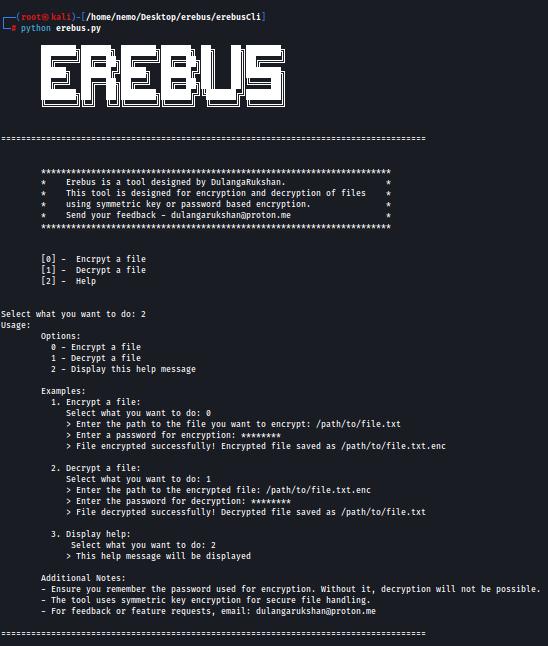 ┌──(root㉿kali)-[/home/nemo/Desktop/erebus/erebusCli]
└─# python erebus.py
EREBUS
=====================================================================================
**********************************************************************
*    Erebus is a tool designed by DulangaRukshan.                    *
*    This tool is designed for encryption and decryption of files    *
*    using symmetric key or password based encryption.               *
*    Send your feedback - dulangarukshan@proton.me                   *
**********************************************************************
[0] -  Encrpyt a file
[1] -  Decrypt a file
[2] -  Help
Select what you want to do: 2
Usage:
Options:
0 - Encrypt a file
1 - Decrypt a file
2 - Display this help message
Examples:
1. Encrypt a file:
Select what you want to do: 0
> Enter the path to the file you want to encrypt: /path/to/file.txt
> Enter a password for encryption: ********
> File encrypted successfully! Encrypted file saved as /path/to/file.txt.enc
2. Decrypt a file:
Select what you want to do: 1
> Enter the path to the encrypted file: /path/to/file.txt.enc
> Enter the password for decryption: ********
> File decrypted successfully! Decrypted file saved as /path/to/file.txt
3. Display help:
Select what you want to do: 2
> This help message will be displayed
Additional Notes:
- Ensure you remember the password used for encryption. Without it, decryption will not be possible.
- The tool uses symmetric key encryption for secure file handling.
- For feedback or feature requests, email: dulangarukshan@proton.me
=====================================================================================